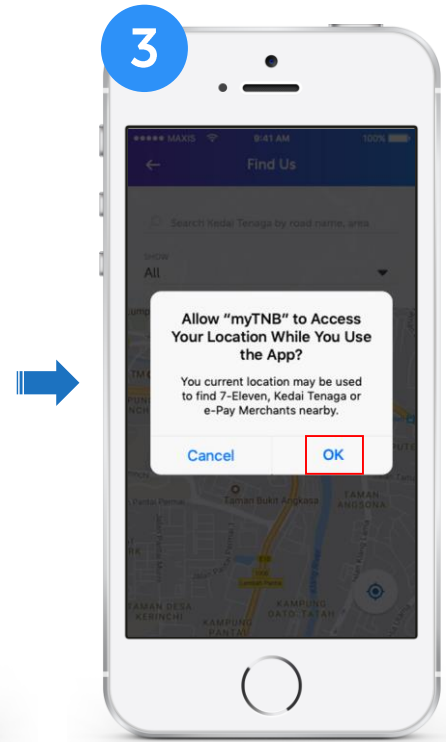 3
MAXIS 9:41 AM 100%
Find Us
Search Kedai Tenaga by road name, area
SHOW
All
Allow “myTNB” to Access
Your Location While You Use
the App?
You current location may be used
to find 7-Eleven, Kedai Tenaga or
e-Pay Merchants nearby.
Cancel OK
Pantai Permai
Taman Bukit Angkasa
TAMAN
ANGSONA
TAMAN DESA
KERINCHI
KAMPUNG
DATO TATAH
KAMPUNG
PANTAI